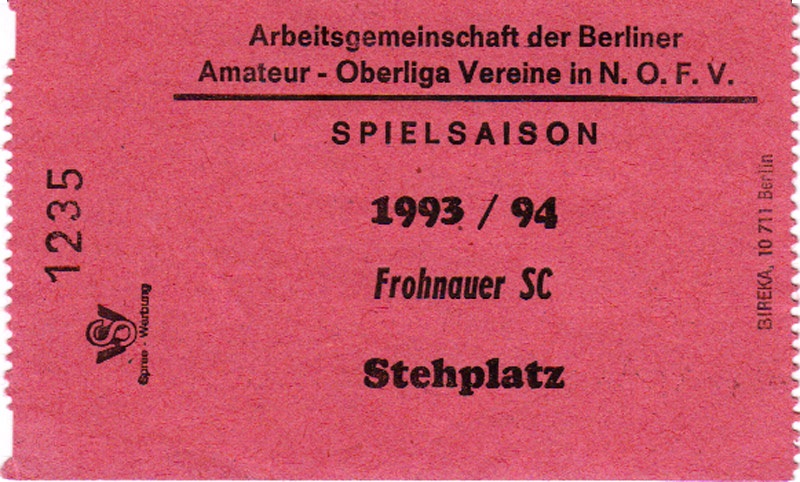 Arbeitsgemeinschaft der Berliner
Amateur - Oberliga Vereine in N. O. F. V.
SPIELSAISON
1993 / 94
Frohnauer SC
Stehplatz
1235
Spree - Werbung
BIREKA, 10 711 Berlin